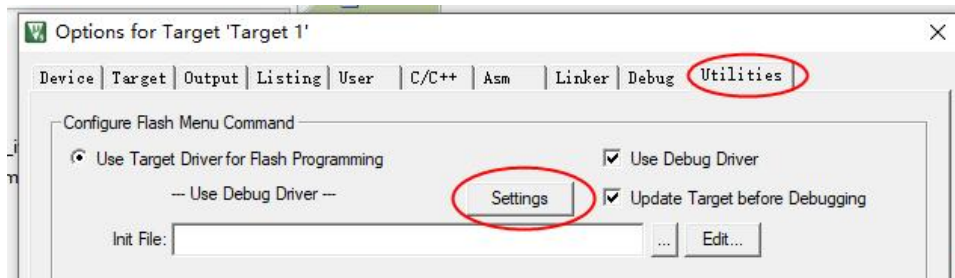 Options for Target 'Target 1'
Device Target Output Listing User C/C++ Asm Linker Debug Utilities
Configure Flash Menu Command
Use Target Driver for Flash Programming
Use Debug Driver
--- Use Debug Driver ---
Settings
Update Target before Debugging
Init File:
...
Edit...